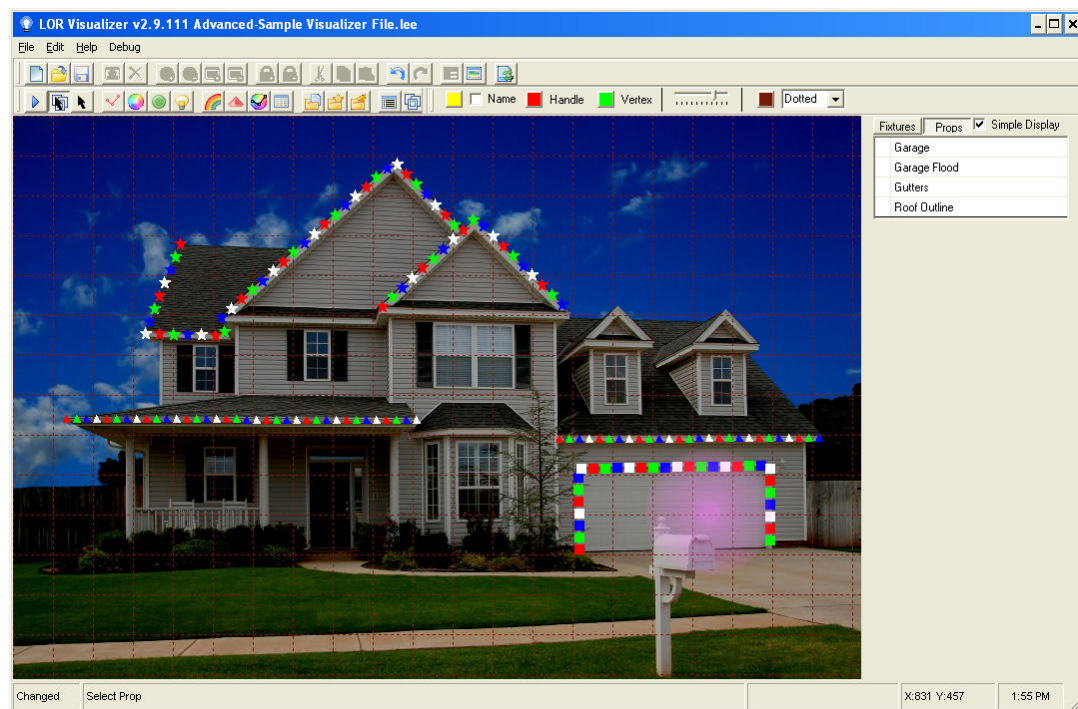 LOR Visualizer v2.9.111 Advanced-Sample Visualizer File.lee
File Edit Help Debug
Name Handle Vertex Dotted
Fixtures Props Simple Display
Garage
Garage Flood
Gutters
Roof Outline
Changed Select Prop X:831 Y:457 1:55 PM